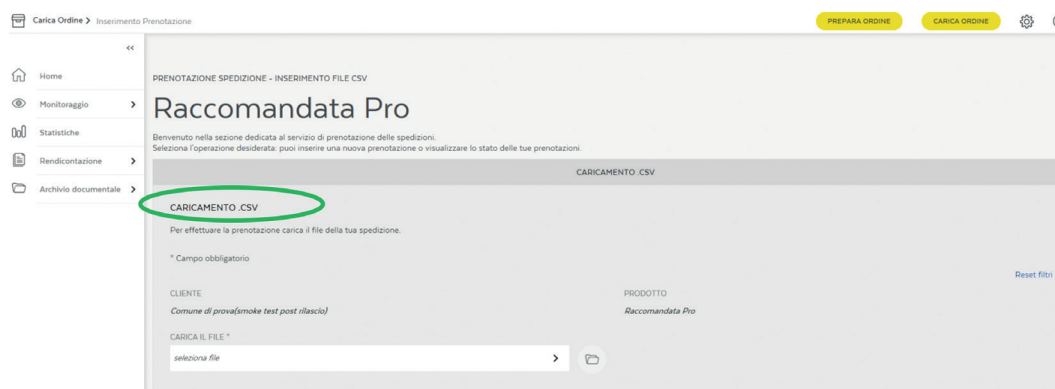 Carica Ordine > Inserimento Prenotazione
PREPARA ORDINE
CARICA ORDINE
<<
Home
Monitoraggio >
Statistiche
Rendicontazione >
Archivio documentale >
PRENOTAZIONE SPEDIZIONE - INSERIMENTO FILE CSV
Raccomandata Pro
Benvenuto nella sezione dedicata al servizio di prenotazione delle spedizioni.
Seleziona l'operazione desiderata: puoi inserire una nuova prenotazione o visualizzare lo stato delle tue prenotazioni.
CARICAMENTO .CSV
CARICAMENTO .CSV
Per effettuare la prenotazione carica il file della tua spedizione.
* Campo obbligatorio
Reset filtri
CLIENTE
Comune di prova(smoke test post rilascio)
PRODOTTO
Raccomandata Pro
CARICA IL FILE *
seleziona file >